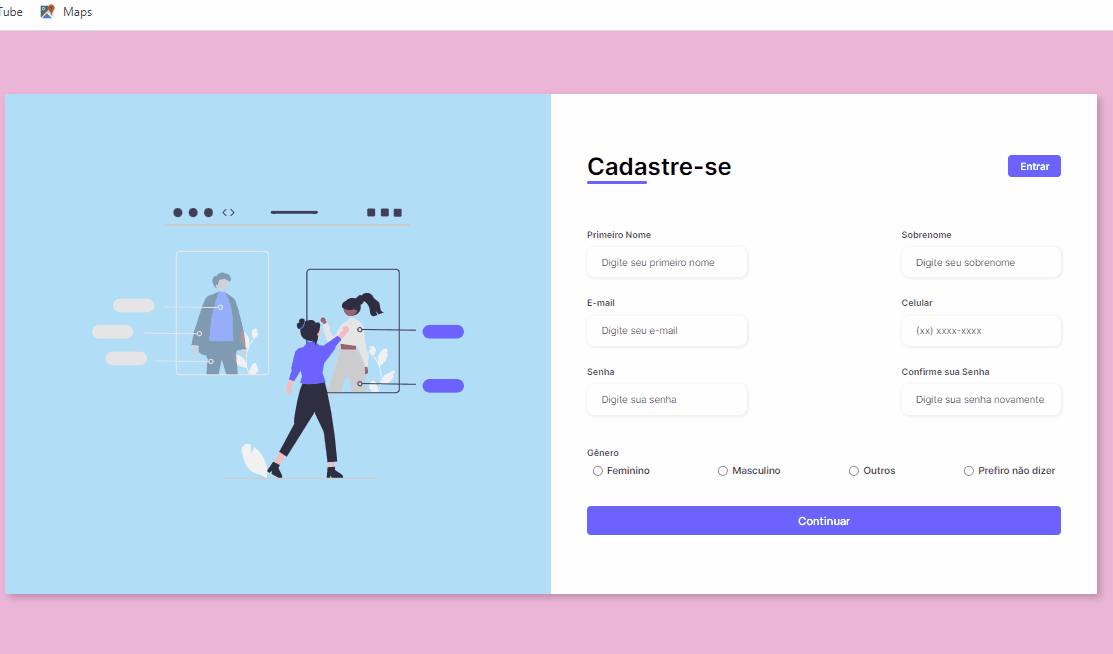 Tube Maps
Cadastre-se
Entrar
Primeiro Nome Sobrenome
Digite seu primeiro nome Digite seu sobrenome
E-mail Celular
Digite seu e-mail (xx) xxxx-xxxx
Senha Confirme sua Senha
Digite sua senha Digite sua senha novamente
Gênero
Feminino Masculino Outros Prefiro não dizer
Continuar